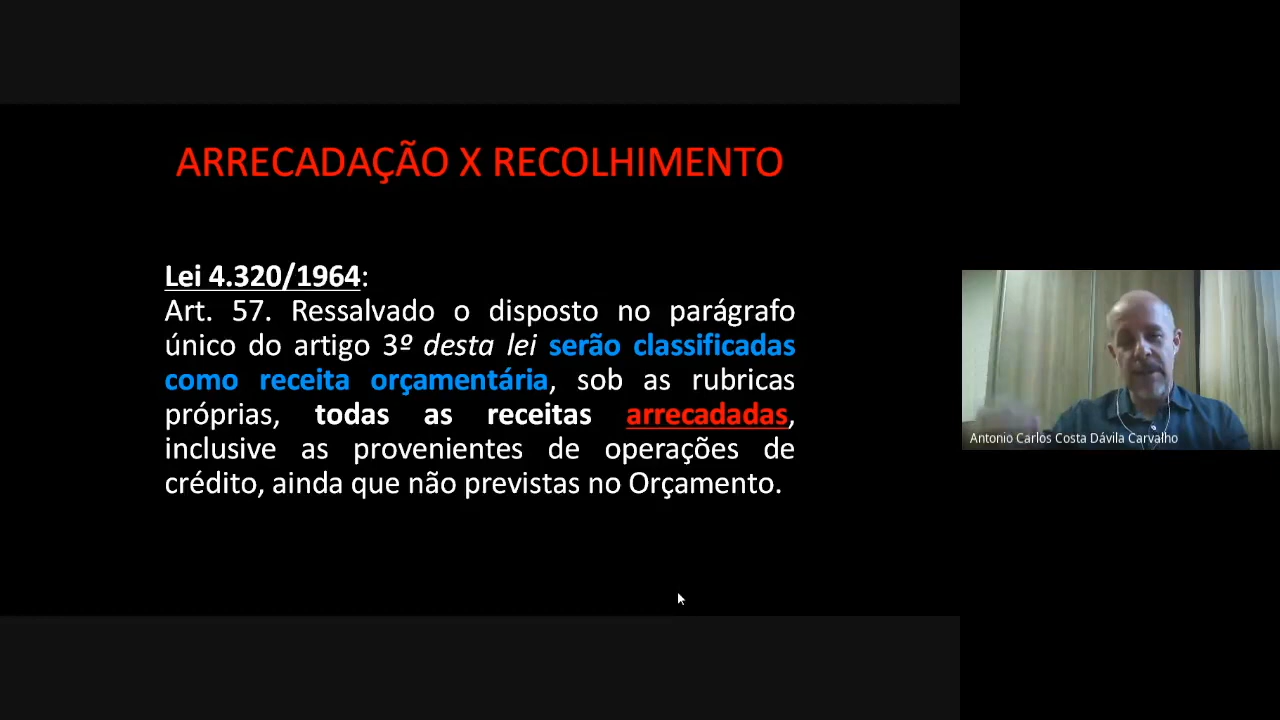 ARRECADAÇÃO X RECOLHIMENTO
Lei 4.320/1964:
Art. 57. Ressalvado o disposto no parágrafo
único do artigo 3º desta lei serão classificadas
como receita orçamentária, sob as rubricas
próprias, todas as receitas arrecadadas,
inclusive as provenientes de operações de
crédito, ainda que não previstas no Orçamento.
Antonio Carlos Costa Dávila Carvalho